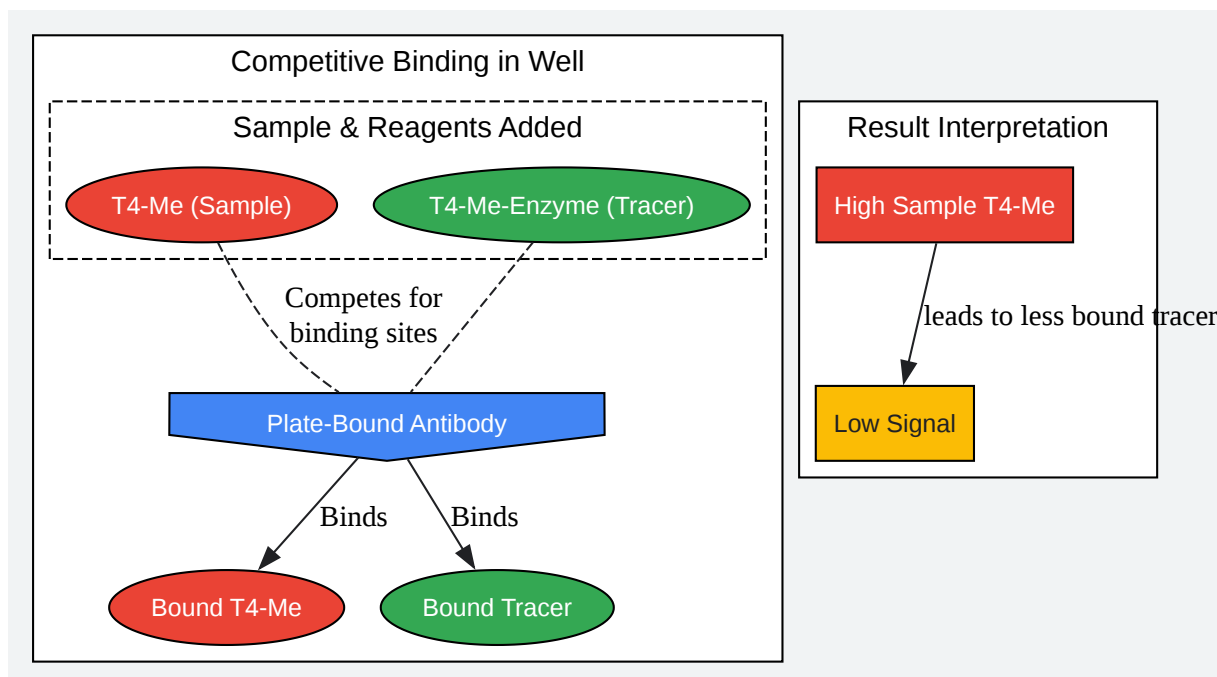 Competitive Binding in Well
Sample & Reagents Added
T4-Me (Sample)
T4-Me-Enzyme (Tracer)
Competes for
binding sites
Plate-Bound Antibody
Binds
Binds
Bound T4-Me
Bound Tracer
Result Interpretation
High Sample T4-Me
leads to less bound tracer
Low Signal